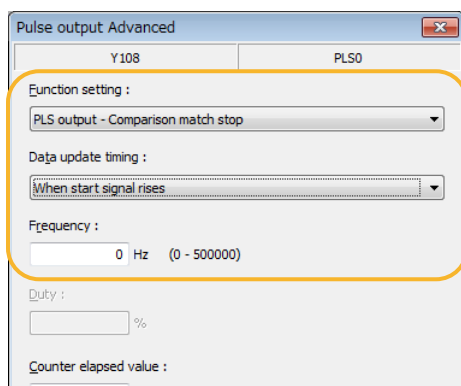 Pulse output Advanced
Y108 PLS0
Function setting :
PLS output - Comparison match stop
Data update timing :
When start signal rises
Frequency :
0 Hz (0 - 500000)
Duty :
%
Counter elapsed value :